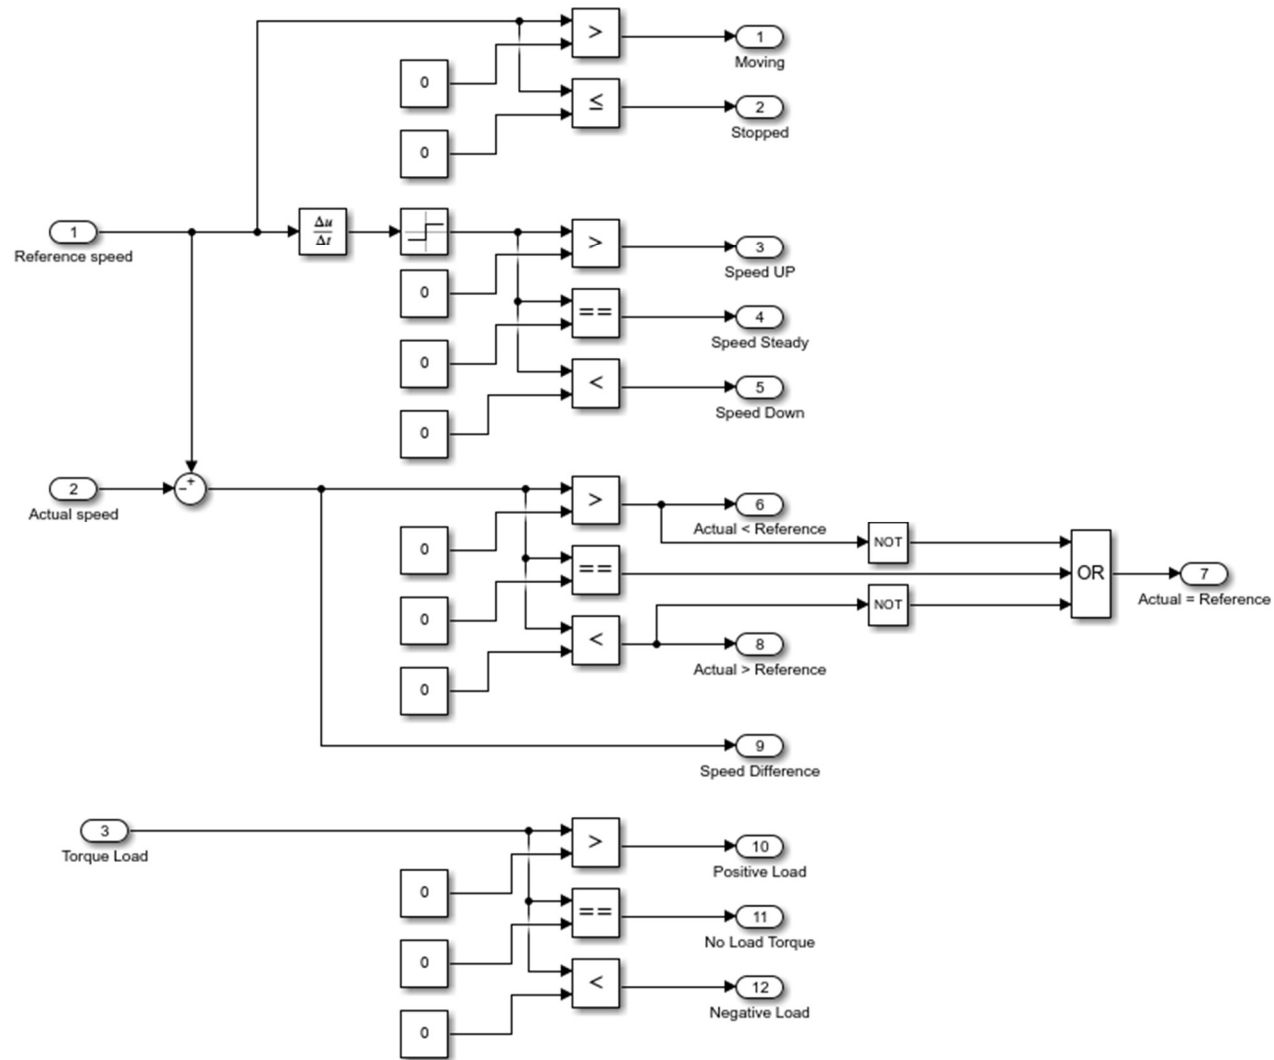 >
1
Moving
0
≤
2
Stopped
0
1
Reference speed
Δu
Δt
>
3
Speed UP
0
==
4
Speed Steady
0
<
5
Speed Down
0
2
Actual speed
− +
>
6
Actual < Reference
0
NOT
==
OR
7
Actual = Reference
0
NOT
<
8
Actual > Reference
0
9
Speed Difference
3
Torque Load
>
10
Positive Load
0
==
11
No Load Torque
0
<
12
Negative Load
0